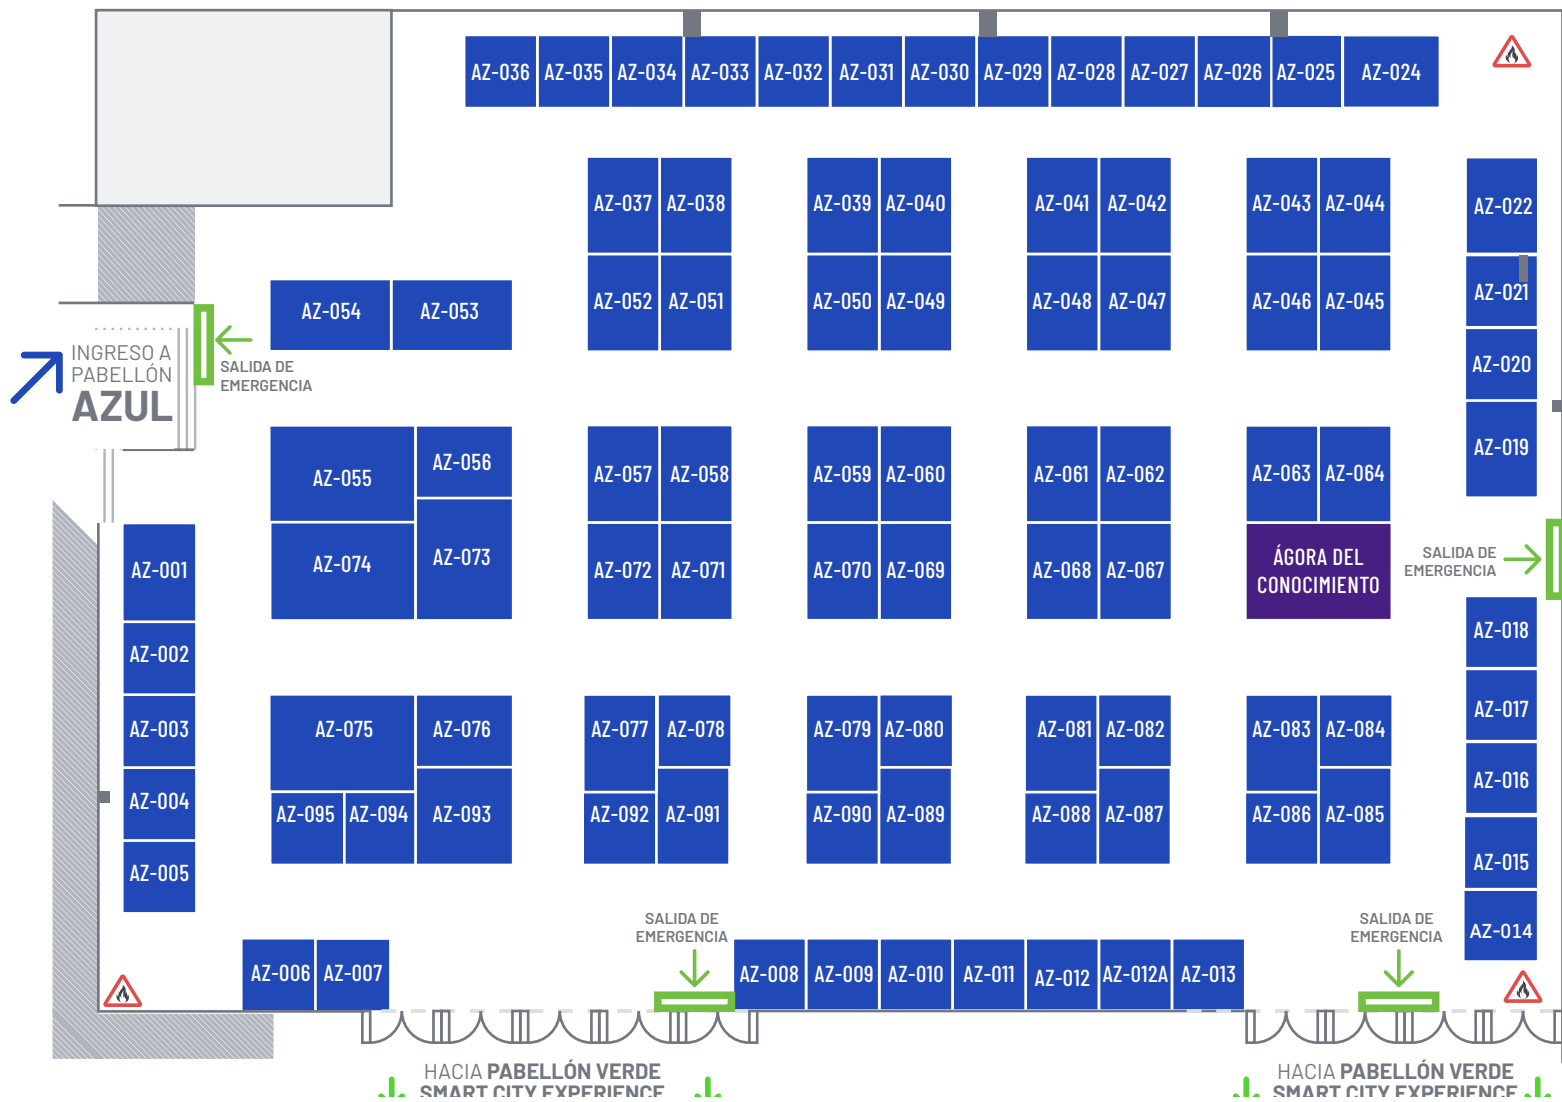 AZ-036 AZ-035 AZ-034 AZ-033 AZ-032 AZ-031 AZ-030 AZ-029 AZ-028 AZ-027 AZ-026 AZ-025 AZ-024
AZ-037 AZ-038 AZ-039 AZ-040 AZ-041 AZ-042 AZ-043 AZ-044 AZ-022
AZ-052 AZ-051 AZ-050 AZ-049 AZ-048 AZ-047 AZ-046 AZ-045 AZ-021
AZ-054 AZ-053
INGRESO A
PABELLÓN
AZUL
SALIDA DE
EMERGENCIA
AZ-020
AZ-055 AZ-056 AZ-057 AZ-058 AZ-059 AZ-060 AZ-061 AZ-062 AZ-063 AZ-064 AZ-019
AZ-001 AZ-074 AZ-073 AZ-072 AZ-071 AZ-070 AZ-069 AZ-068 AZ-067
ÁGORA DEL
CONOCIMIENTO
SALIDA DE
EMERGENCIA
AZ-002 AZ-018
AZ-003 AZ-075 AZ-076 AZ-077 AZ-078 AZ-079 AZ-080 AZ-081 AZ-082 AZ-083 AZ-084 AZ-017
AZ-004 AZ-095 AZ-094 AZ-093 AZ-092 AZ-091 AZ-090 AZ-089 AZ-088 AZ-087 AZ-086 AZ-085 AZ-016
AZ-005 AZ-015
SALIDA DE
EMERGENCIA
SALIDA DE
EMERGENCIA
AZ-014
AZ-006 AZ-007 AZ-008 AZ-009 AZ-010 AZ-011 AZ-012 AZ-012A AZ-013
HACIA PABELLÓN VERDE
SMART CITY EXPERIENCE
HACIA PABELLÓN VERDE
SMART CITY EXPERIENCE